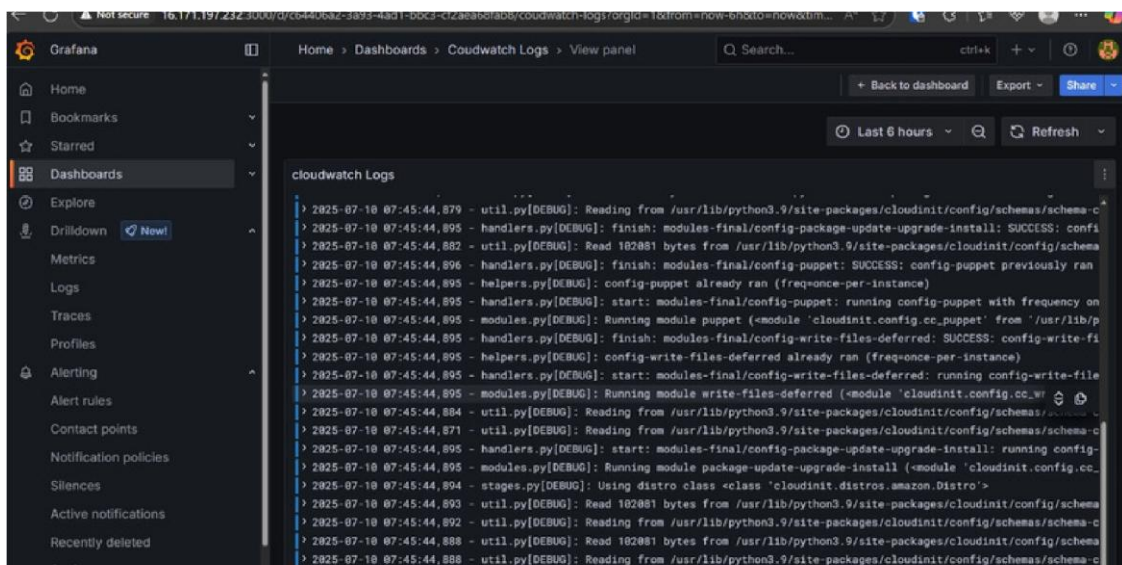 Not secure 16.171.197.232:3000/d/c64406a2-3a93-4ad1-bbc3-cf2aea68fab8/coudwatch-logs?orgId=1&from=now-6h&to=now&tim...
Grafana
Home > Dashboards > Coudwatch Logs > View panel
Search...
ctrl+k
Home
Bookmarks
Starred
Dashboards
Explore
Drilldown New!
Metrics
Logs
Traces
Profiles
Alerting
Alert rules
Contact points
Notification policies
Silences
Active notifications
Recently deleted
← Back to dashboard
Export
Share
Last 6 hours
Refresh
cloudwatch Logs
› 2025-07-10 07:45:44,879 - util.py[DEBUG]: Reading from /usr/lib/python3.9/site-packages/cloudinit/config/schemas/schema-c
› 2025-07-10 07:45:44,895 - handlers.py[DEBUG]: finish: modules-final/config-package-update-upgrade-install: SUCCESS: confi
› 2025-07-10 07:45:44,882 - util.py[DEBUG]: Read 102081 bytes from /usr/lib/python3.9/site-packages/cloudinit/config/schema
› 2025-07-10 07:45:44,896 - handlers.py[DEBUG]: finish: modules-final/config-puppet: SUCCESS: config-puppet previously ran
› 2025-07-10 07:45:44,895 - helpers.py[DEBUG]: config-puppet already ran (freq=once-per-instance)
› 2025-07-10 07:45:44,895 - handlers.py[DEBUG]: start: modules-final/config-puppet: running config-puppet with frequency on
› 2025-07-10 07:45:44,895 - modules.py[DEBUG]: Running module puppet (<module 'cloudinit.config.cc_puppet' from '/usr/lib/p
› 2025-07-10 07:45:44,895 - handlers.py[DEBUG]: finish: modules-final/config-write-files-deferred: SUCCESS: config-write-fi
› 2025-07-10 07:45:44,895 - helpers.py[DEBUG]: config-write-files-deferred already ran (freq=once-per-instance)
› 2025-07-10 07:45:44,895 - handlers.py[DEBUG]: start: modules-final/config-write-files-deferred: running config-write-file
› 2025-07-10 07:45:44,895 - modules.py[DEBUG]: Running module write-files-deferred (<module 'cloudinit.config.cc_wr
› 2025-07-10 07:45:44,884 - util.py[DEBUG]: Reading from /usr/lib/python3.9/site-packages/cloudinit/config/schemas/
› 2025-07-10 07:45:44,871 - util.py[DEBUG]: Reading from /usr/lib/python3.9/site-packages/cloudinit/config/schemas/schema-c
› 2025-07-10 07:45:44,895 - handlers.py[DEBUG]: start: modules-final/config-package-update-upgrade-install: running config-
› 2025-07-10 07:45:44,895 - modules.py[DEBUG]: Running module package-update-upgrade-install (<module 'cloudinit.config.cc_
› 2025-07-10 07:45:44,894 - stages.py[DEBUG]: Using distro class <class 'cloudinit.distros.amazon.Distro'>
› 2025-07-10 07:45:44,893 - util.py[DEBUG]: Read 102081 bytes from /usr/lib/python3.9/site-packages/cloudinit/config/schema
› 2025-07-10 07:45:44,892 - util.py[DEBUG]: Reading from /usr/lib/python3.9/site-packages/cloudinit/config/schemas/schema-c
› 2025-07-10 07:45:44,888 - util.py[DEBUG]: Read 102081 bytes from /usr/lib/python3.9/site-packages/cloudinit/config/schema
› 2025-07-10 07:45:44,888 - util.py[DEBUG]: Reading from /usr/lib/python3.9/site-packages/cloudinit/config/schemas/schema-c